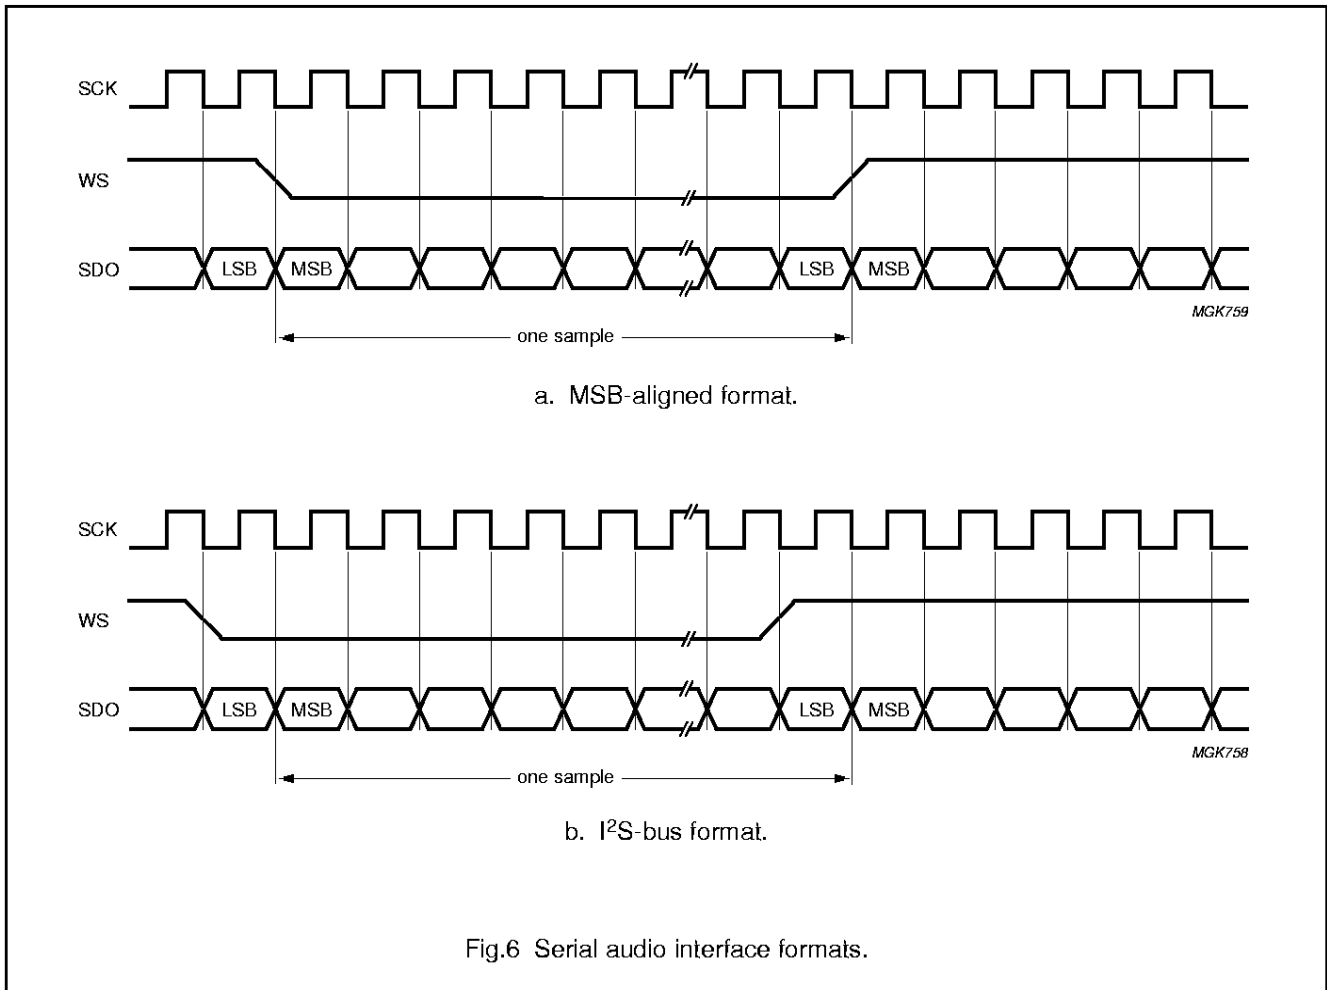 SCK
WS
SDO LSB MSB LSB MSB
MGK759
one sample
a. MSB-aligned format.
SCK
WS
SDO LSB MSB LSB MSB
MGK758
one sample
b. I²S-bus format.
Fig.6 Serial audio interface formats.